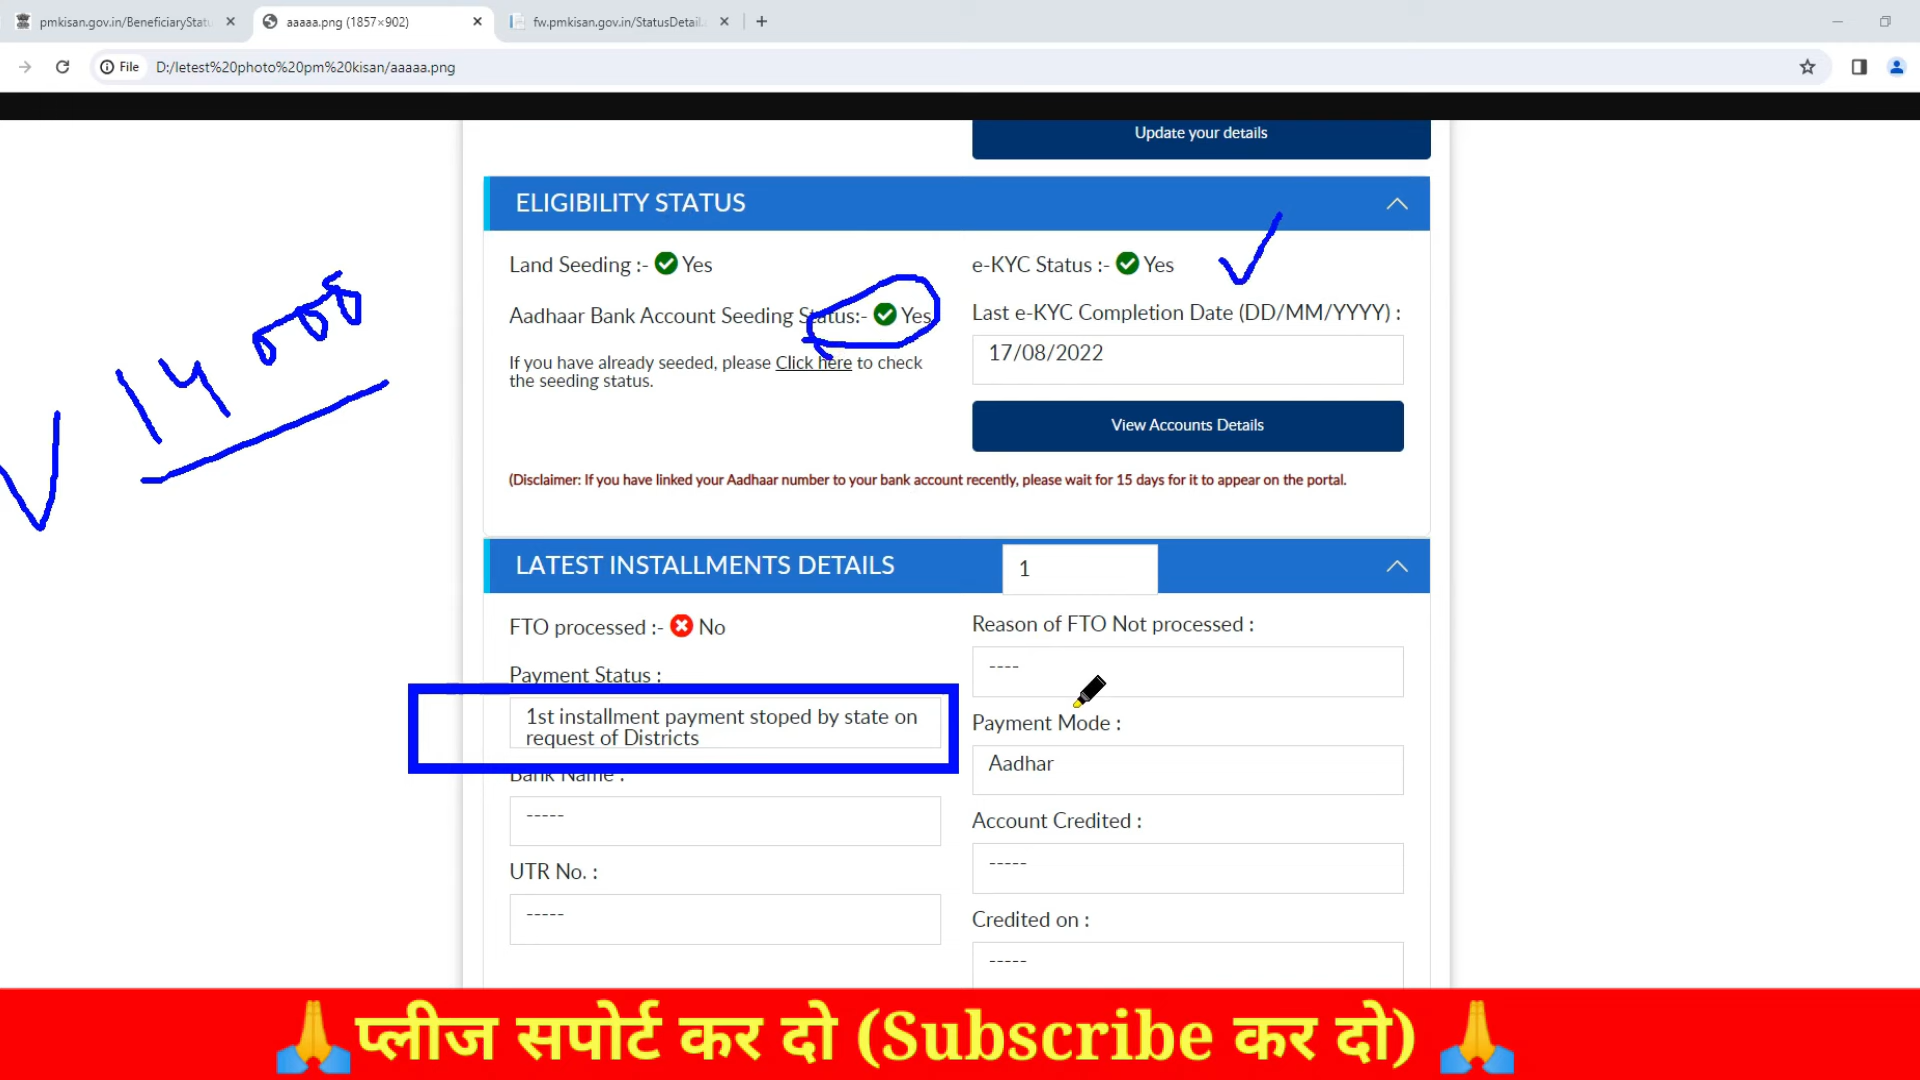 pmkisan.gov.in/BeneficiaryStatu
aaaaa.png (1857×902)
fw.pmkisan.gov.in/StatusDetail
File
D:/letest%20photo%20pm%20kisan/aaaaa.png
Update your details
ELIGIBILITY STATUS
Land Seeding :- Yes
e-KYC Status :- Yes
Aadhaar Bank Account Seeding Status:- Yes
Last e-KYC Completion Date (DD/MM/YYYY) :
If you have already seeded, please Click here to check
the seeding status.
17/08/2022
14000
View Accounts Details
(Disclaimer: If you have linked your Aadhaar number to your bank account recently, please wait for 15 days for it to appear on the portal.
LATEST INSTALLMENTS DETAILS
1
FTO processed :- No
Reason of FTO Not processed :
----
Payment Status :
1st installment payment stoped by state on
request of Districts
Payment Mode :
Aadhar
Bank Name :
-----
Account Credited :
-----
UTR No. :
-----
Credited on :
-----
🙏प्लीज सपोर्ट कर दो (Subscribe कर दो) 🙏